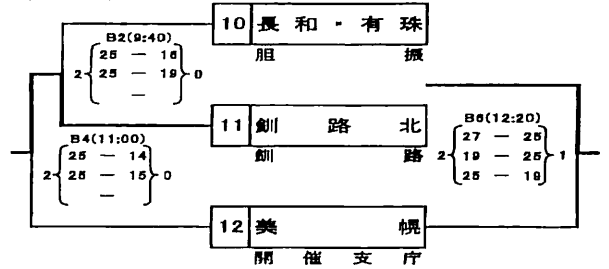 10 長和・有珠
胆 振
B2(9:40)
25 — 16
2 25 — 19 0
—
11 釧 路 北
釧 路
B4(11:00)
25 — 14
2 25 — 15 0
—
B6(12:20)
27 — 25
2 19 — 25 1
25 — 19
12 美 幌
開 催 支 庁